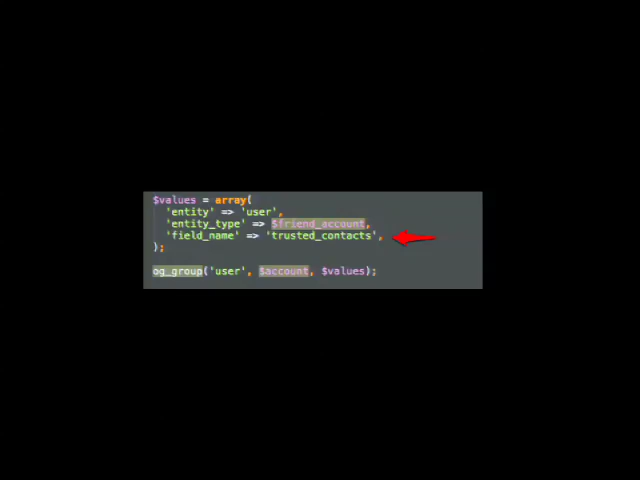 $values = array(
'entity' => 'user',
'entity_type' => $friend_account,
'field_name' => 'trusted_contacts',
);
og_group('user', $account, $values);